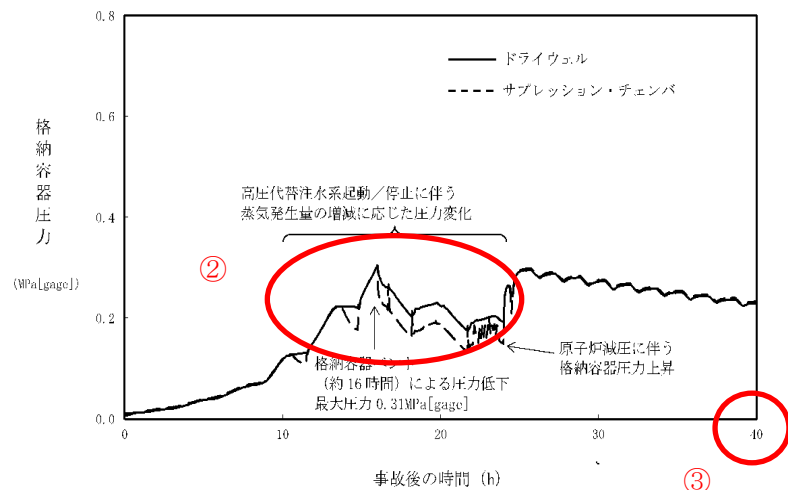 0.8
0.6
0.4
0.2
0.0
格納容器圧力
(MPa[gage])
ドライウェル
サプレッション・チェンバ
高圧代替注水系起動/停止に伴う
蒸気発生量の増減に応じた圧力変化
②
格納容器ベント
(約16時間)による圧力低下
最大圧力0.31MPa[gage]
原子炉減圧に伴う
格納容器圧力上昇
0
10
20
30
40
事故後の時間 (h)
③